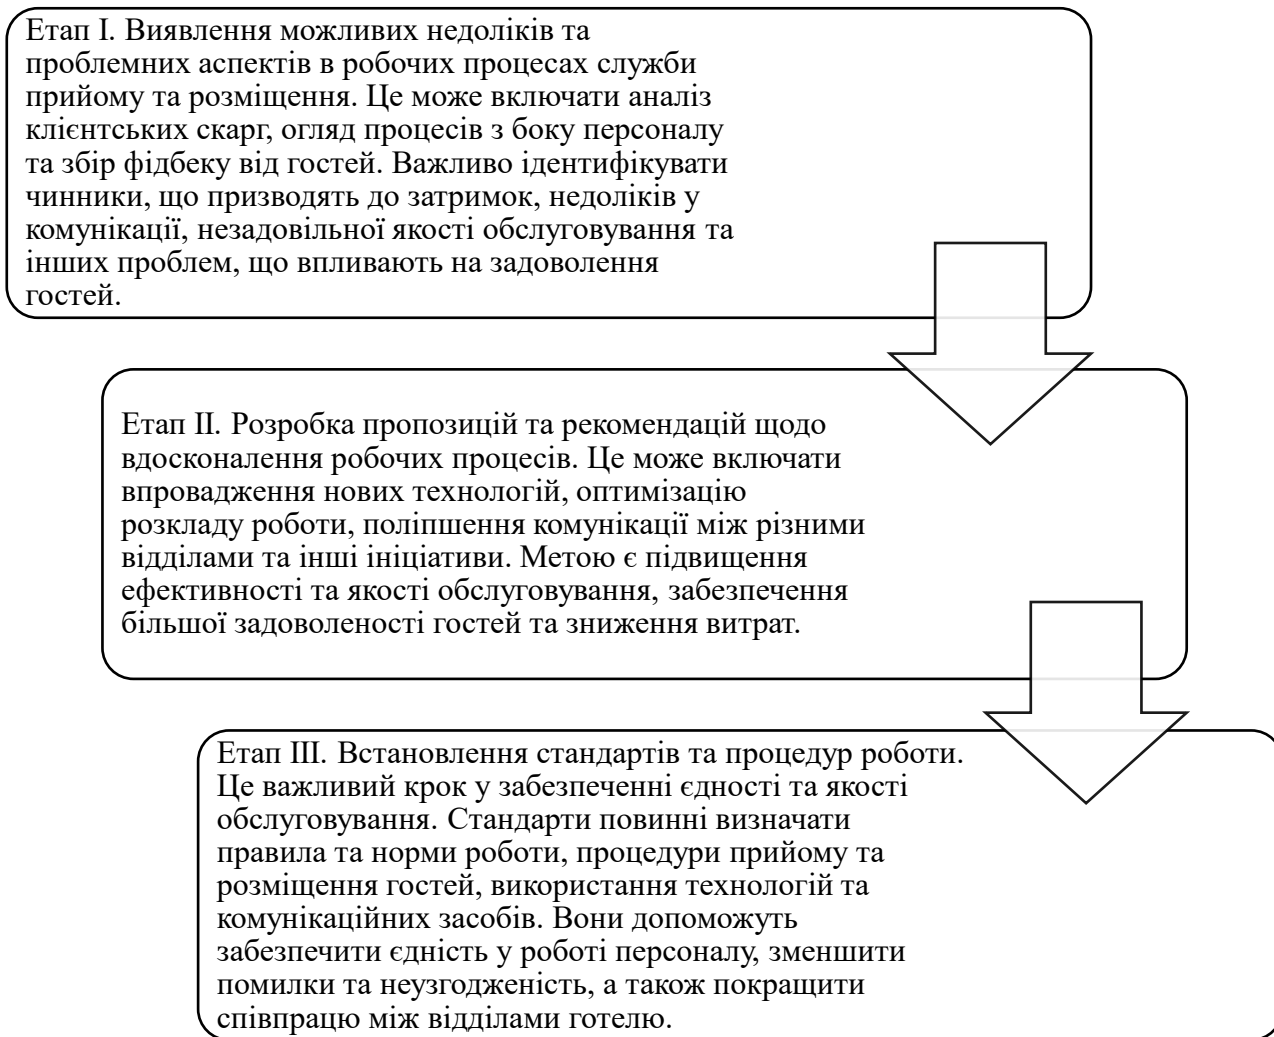 Етап І. Виявлення можливих недоліків та
проблемних аспектів в робочих процесах служби
прийому та розміщення. Це може включати аналіз
клієнтських скарг, огляд процесів з боку персоналу
та збір фідбеку від гостей. Важливо ідентифікувати
чинники, що призводять до затримок, недоліків у
комунікації, незадовільної якості обслуговування та
інших проблем, що впливають на задоволення
гостей.
Етап ІІ. Розробка пропозицій та рекомендацій щодо
вдосконалення робочих процесів. Це може включати
впровадження нових технологій, оптимізацію
розкладу роботи, поліпшення комунікації між різними
відділами та інші ініціативи. Метою є підвищення
ефективності та якості обслуговування, забезпечення
більшої задоволеності гостей та зниження витрат.
Етап ІІІ. Встановлення стандартів та процедур роботи.
Це важливий крок у забезпеченні єдності та якості
обслуговування. Стандарти повинні визначати
правила та норми роботи, процедури прийому та
розміщення гостей, використання технологій та
комунікаційних засобів. Вони допоможуть
забезпечити єдність у роботі персоналу, зменшити
помилки та неузгодженість, а також покращити
співпрацю між відділами готелю.